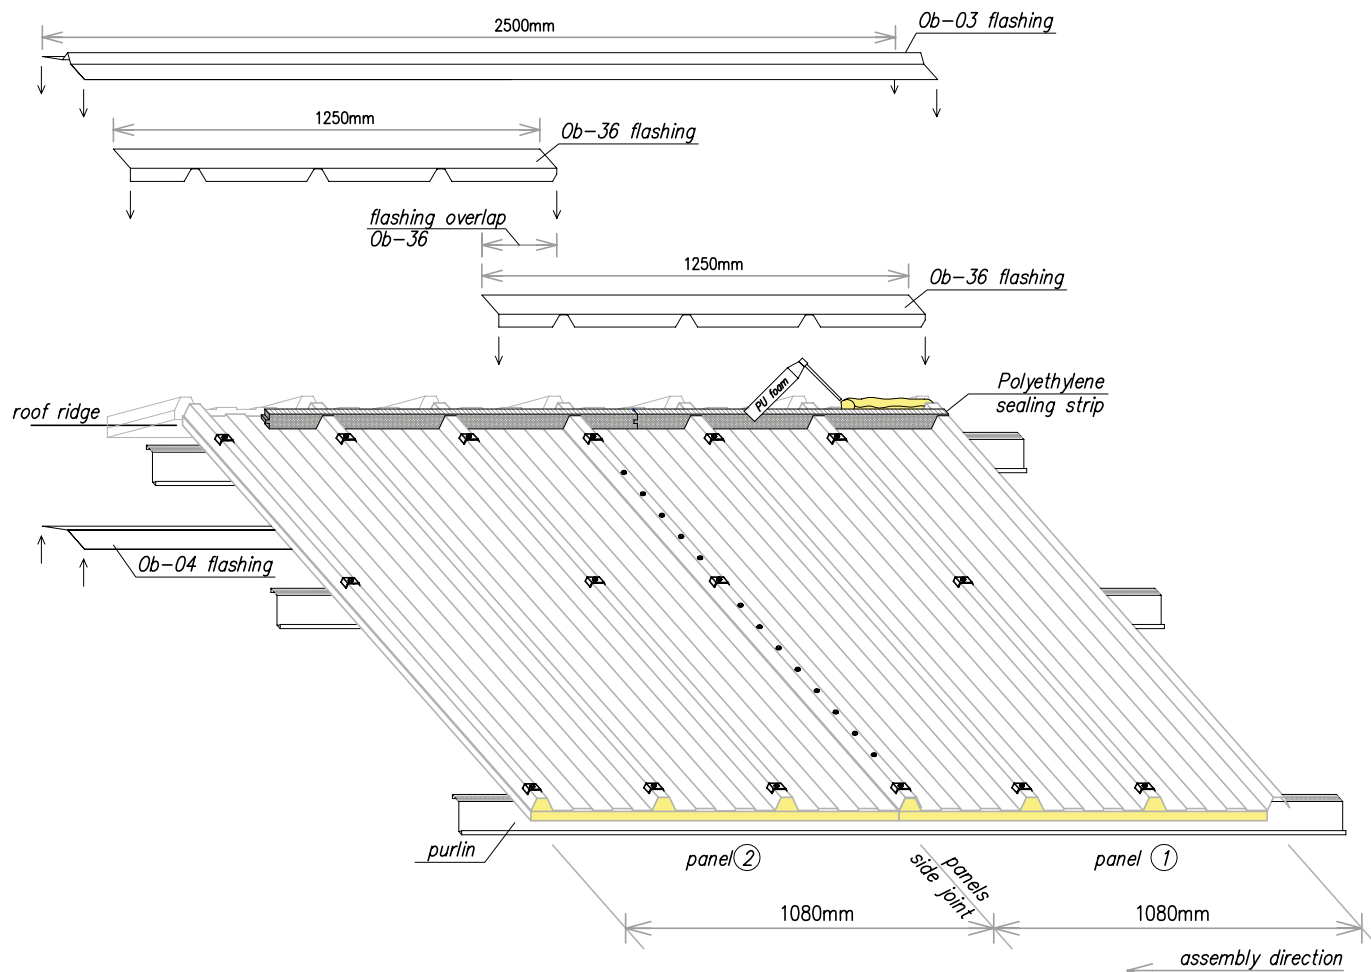 2500mm
Ob-03 flashing
1250mm
Ob-36 flashing
flashing overlap
Ob-36
1250mm
Ob-36 flashing
PU foam
Polyethylene
sealing strip
roof ridge
Ob-04 flashing
purlin
panel 2
panels
side joint
panel 1
1080mm
1080mm
assembly direction